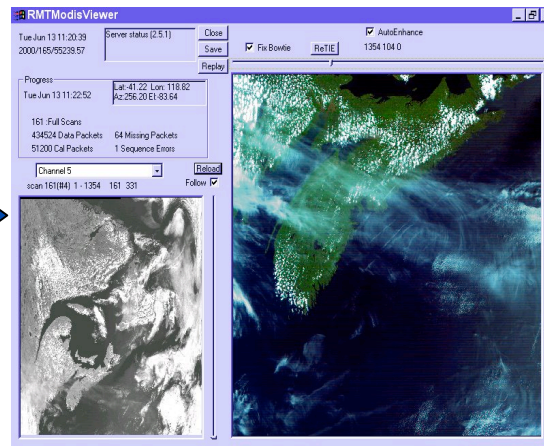 RMTModisViewer
Tue Jun 13 11:20:39
2000/165/55239.57
Server status (2.5.1)
Close
Save
Replay
Fix Bowtie
ReTIE
AutoEnhance
1354 104 0
Progress
Tue Jun 13 11:22:52
Lat:-41.22 Lon: 118.82
Az:256.20 El:-83.64
161 :Full Scans
434524 Data Packets
64 Missing Packets
51200 Cal Packets
1 Sequence Errors
Channel 5
Reload
scan 161(#4) 1 - 1354 161 331
Follow